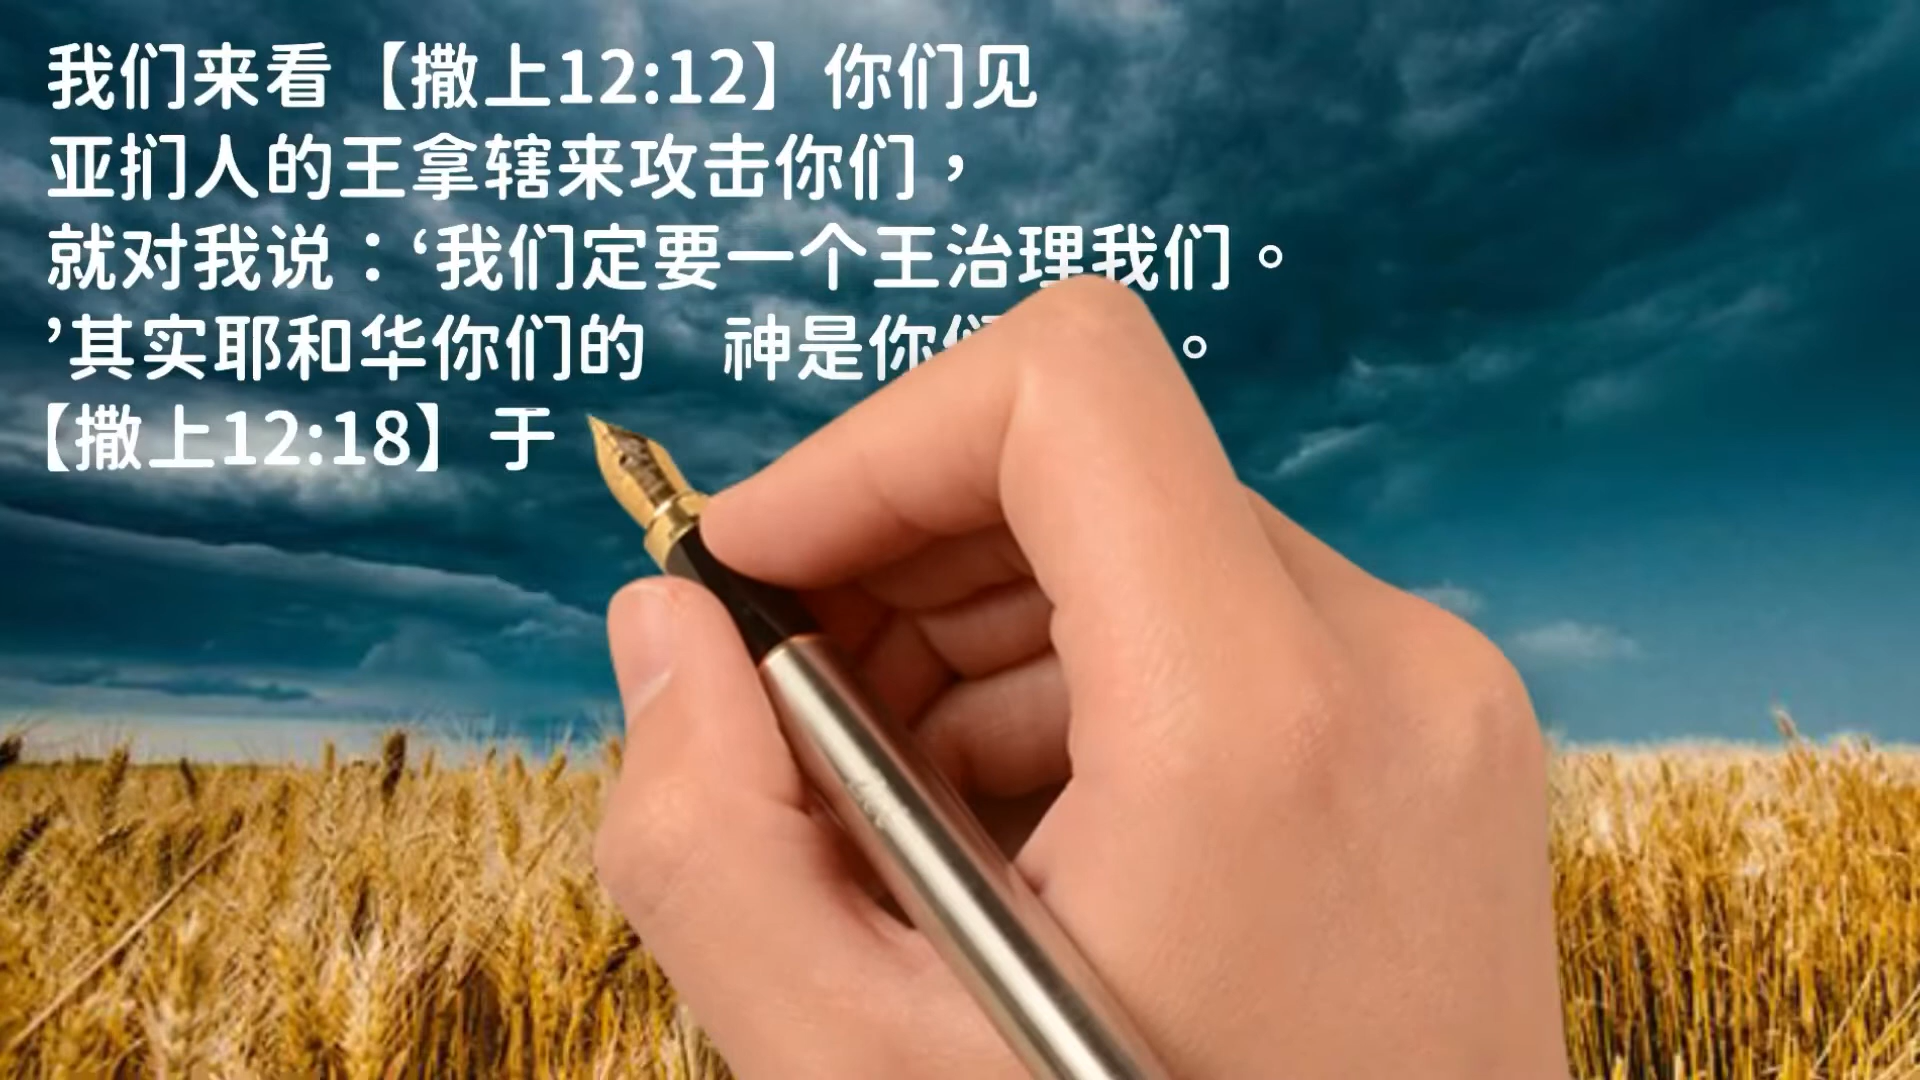 我们来看【撒上12:12】你们见
亚扪人的王拿辖来攻击你们，
就对我说：‘我们定要一个王治理我们。
’其实耶和华你们的　神是你们。
【撒上12:18】于